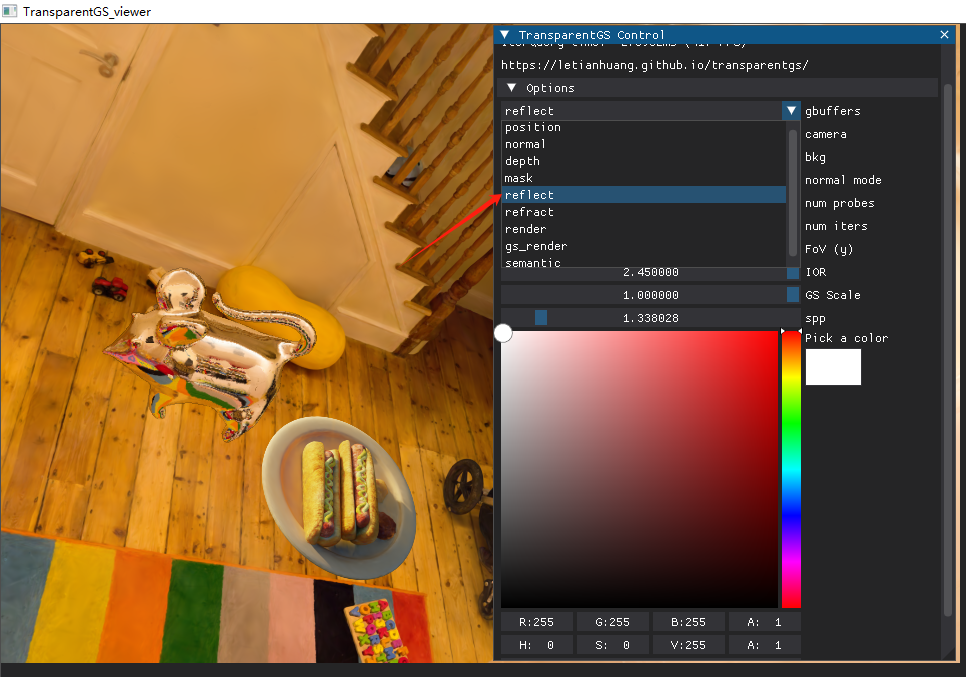 TransparentGS_viewer
TransparentGS Control
https://letianhuang.github.io/transparentgs/
Options
reflect gbuffers
position
normal camera
depth bkg
mask normal mode
reflect num probes
refract num iters
render FoV (y)
gs_render
semantic
2.450000 IOR
1.000000 GS Scale
1.338028 spp
Pick a color
R:255 G:255 B:255 A: 1
H: 0 S: 0 V:255 A: 1